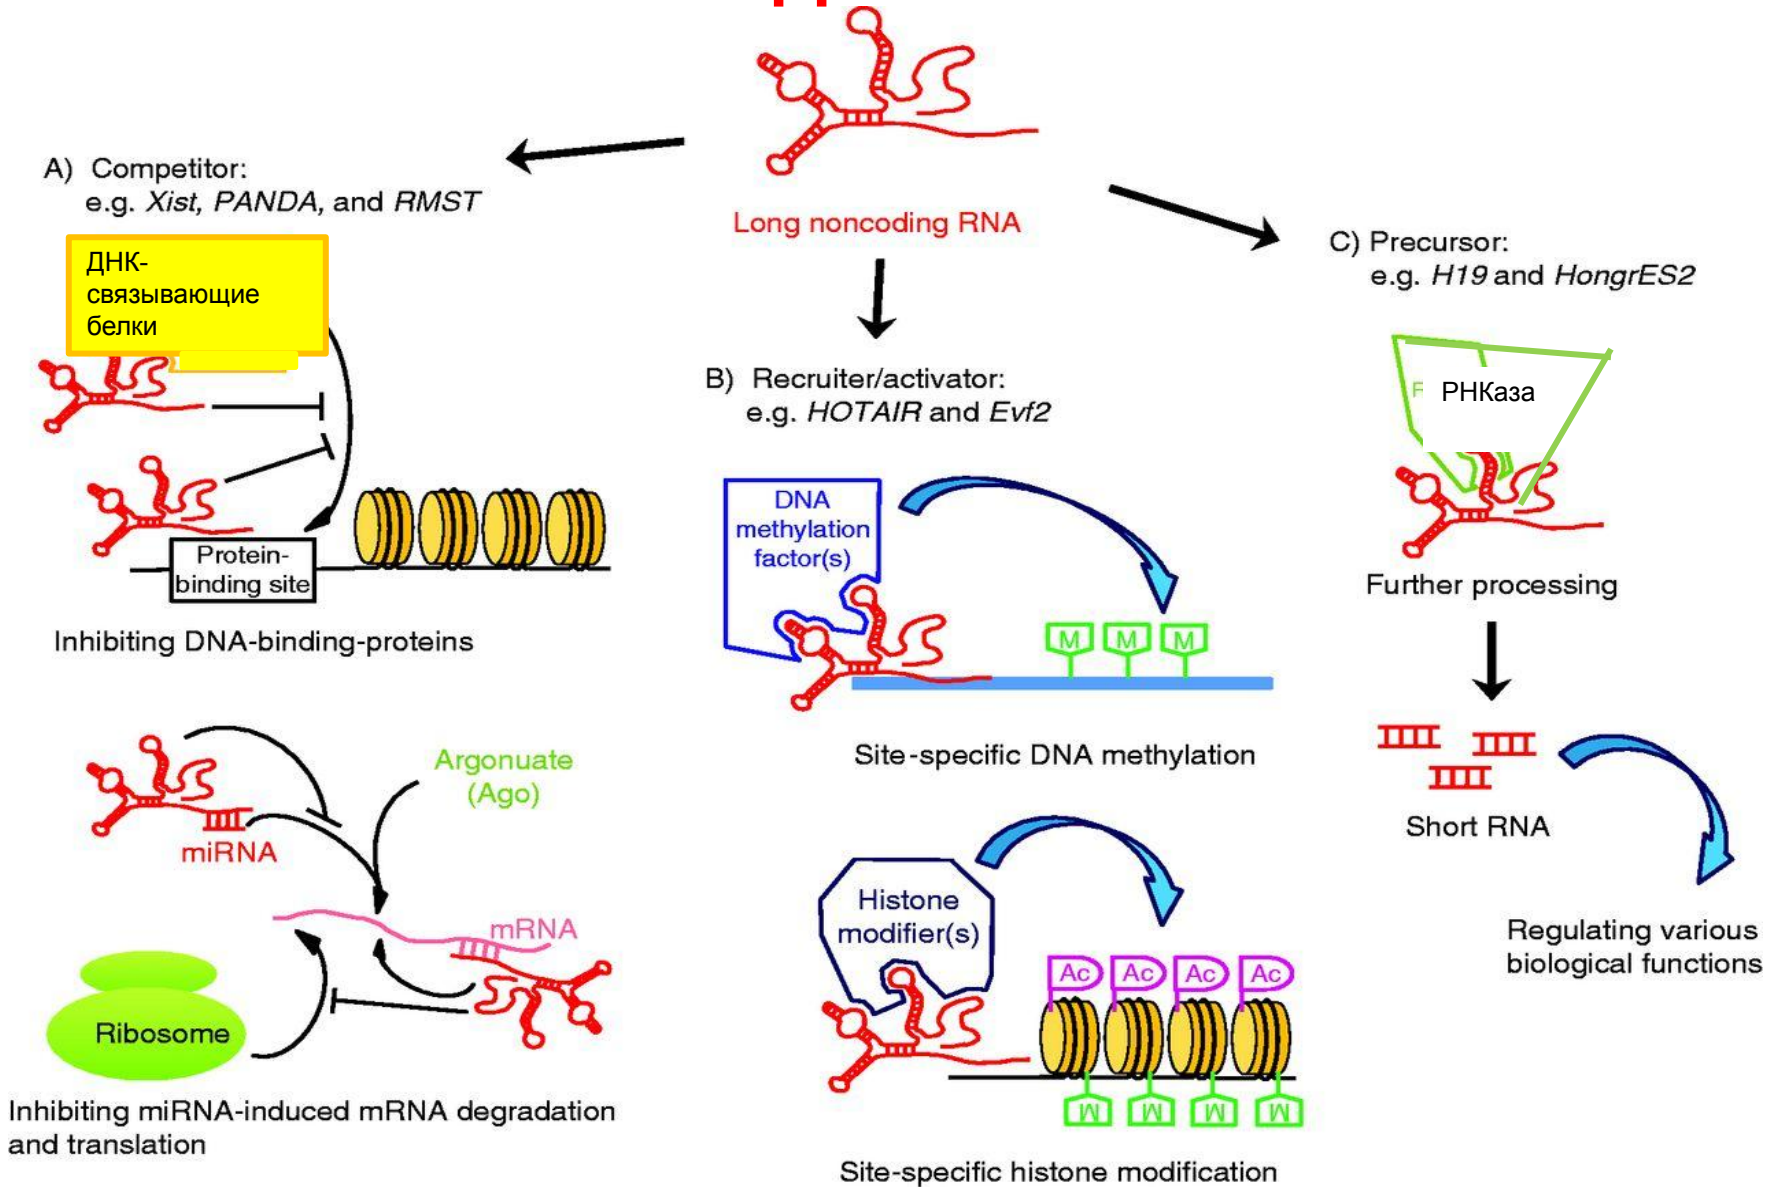 Long noncoding RNA
A) Competitor:
e.g. Xist, PANDA, and RMST
ДНК-
связывающие
белки
Protein-
binding site
Inhibiting DNA-binding-proteins
miRNA
Argonuate
(Ago)
mRNA
Ribosome
Inhibiting miRNA-induced mRNA degradation
and translation
B) Recruiter/activator:
e.g. HOTAIR and Evf2
DNA
methylation
factor(s)
M M M
Site-specific DNA methylation
Histone
modifier(s)
Ac Ac Ac Ac
M M M M
Site-specific histone modification
C) Precursor:
e.g. H19 and HongrES2
РНКаза
Further processing
Short RNA
Regulating various
biological functions